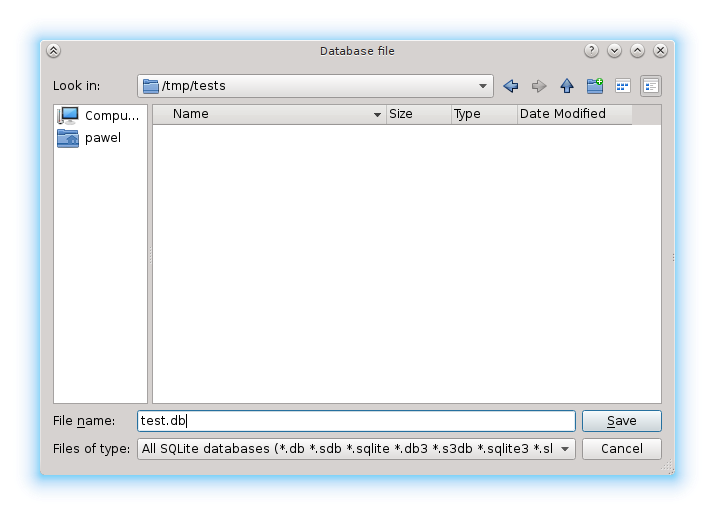 Database file
Look in: /tmp/tests
Compu... Name Size Type Date Modified
pawel
File name: test.db Save
Files of type: All SQLite databases (*.db *.sdb *.sqlite *.db3 *.s3db *.sqlite3 *.sl Cancel